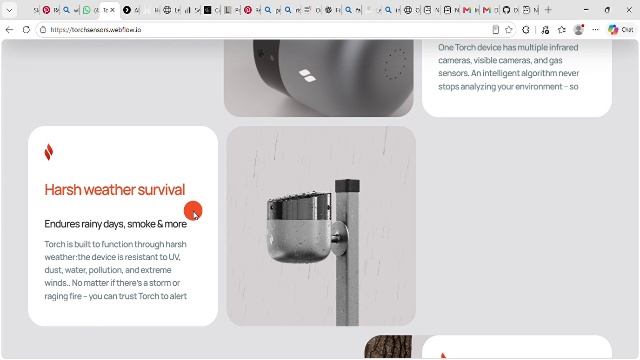 https://torchsensors.webflow.io
Chat
One Torch device has multiple infrared
cameras, visible cameras, and gas
sensors. An intelligent algorithm never
stops analyzing your environment – so
Harsh weather survival
Endures rainy days, smoke & more
Torch is built to function through harsh
weather:the device is resistant to UV,
dust, water, pollution, and extreme
winds.. No matter if there's a storm or
raging fire – you can trust Torch to alert